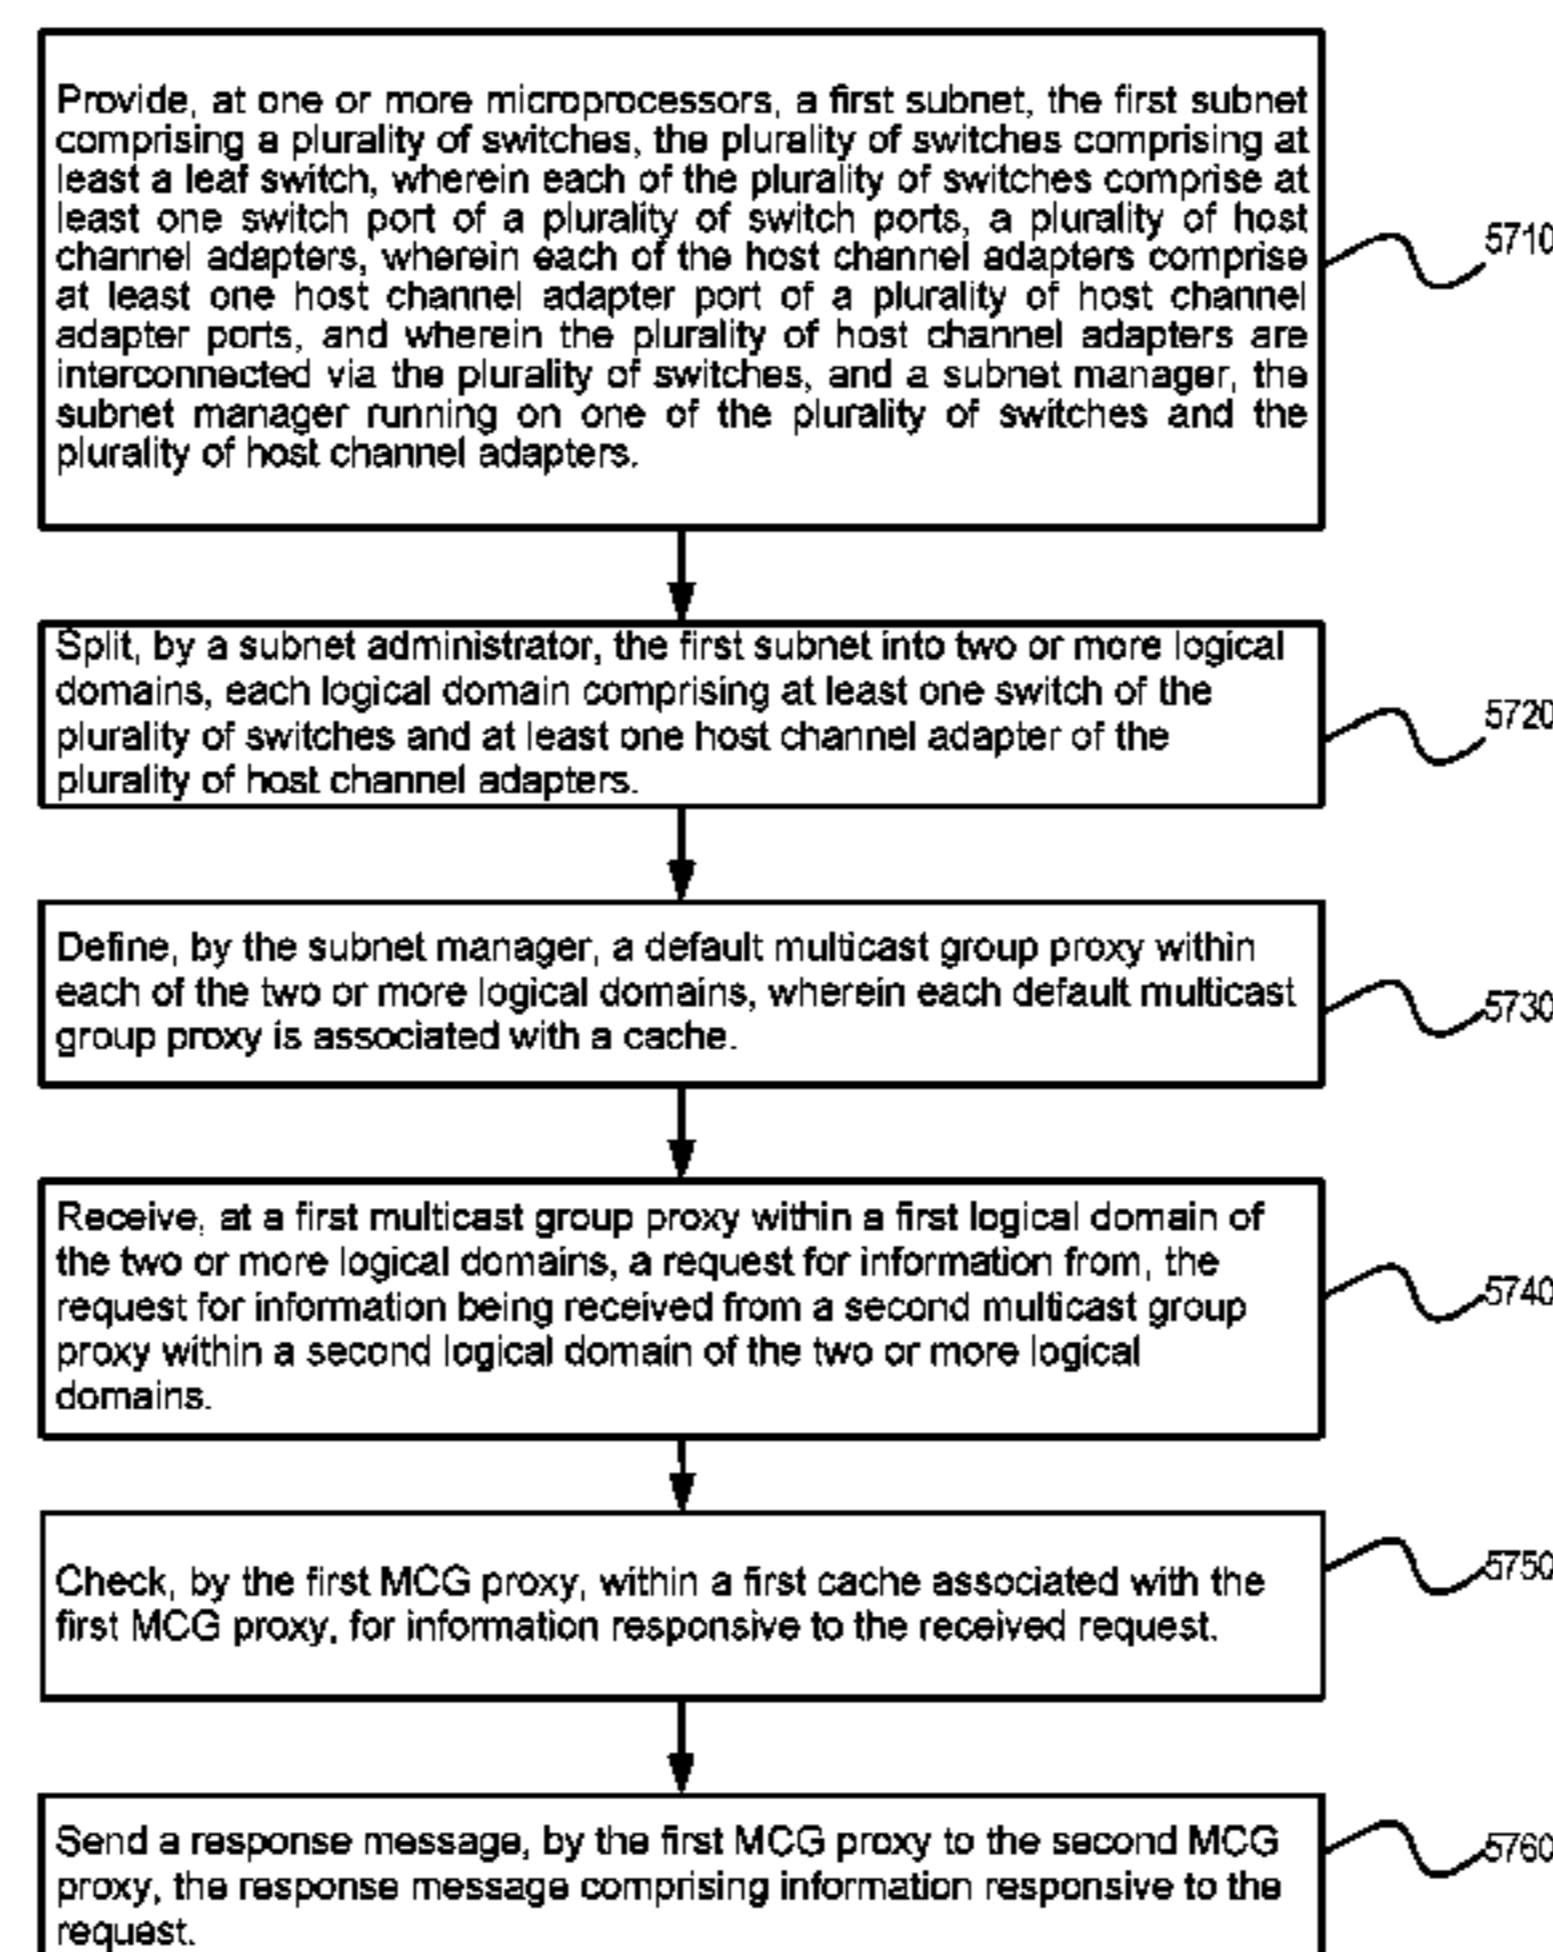 Provide, at one or more microprocessors, a first subnet, the first subnet
comprising a plurality of switches, the plurality of switches comprising at
least a leaf switch, wherein each of the plurality of switches comprise at
least one switch port of a plurality of switch ports, a plurality of host
channel adapters, wherein each of the host channel adapters comprise
at least one host channel adapter port of a plurality of host channel
adapter ports, and wherein the plurality of host channel adapters are
interconnected via the plurality of switches, and a subnet manager, the
subnet manager running on one of the plurality of switches and the
plurality of host channel adapters.
5710
Split, by a subnet administrator, the first subnet into two or more logical
domains, each logical domain comprising at least one switch of the
plurality of switches and at least one host channel adapter of the
plurality of host channel adapters.
5720
Define, by the subnet manager, a default multicast group proxy within
each of the two or more logical domains, wherein each default multicast
group proxy is associated with a cache.
5730
Receive, at a first multicast group proxy within a first logical domain of
the two or more logical domains, a request for information from, the
request for information being received from a second multicast group
proxy within a second logical domain of the two or more logical
domains.
5740
Check, by the first MCG proxy, within a first cache associated with the
first MCG proxy, for information responsive to the received request.
5750
Send a response message, by the first MCG proxy to the second MCG
proxy, the response message comprising information responsive to the
request.
5760